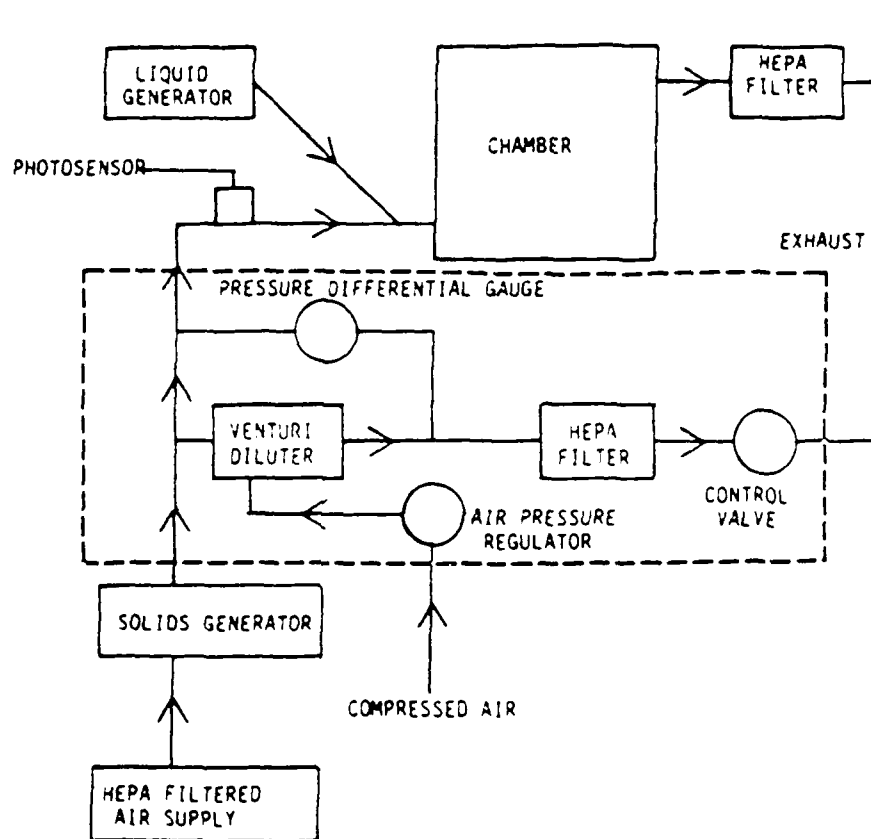 LIQUID
GENERATOR
HEPA
FILTER
CHAMBER
PHOTOSENSOR
EXHAUST
PRESSURE DIFFERENTIAL GAUGE
VENTURI
DILUTER
HEPA
FILTER
CONTROL
VALVE
AIR PRESSURE
REGULATOR
SOLIDS GENERATOR
COMPRESSED AIR
HEPA FILTERED
AIR SUPPLY